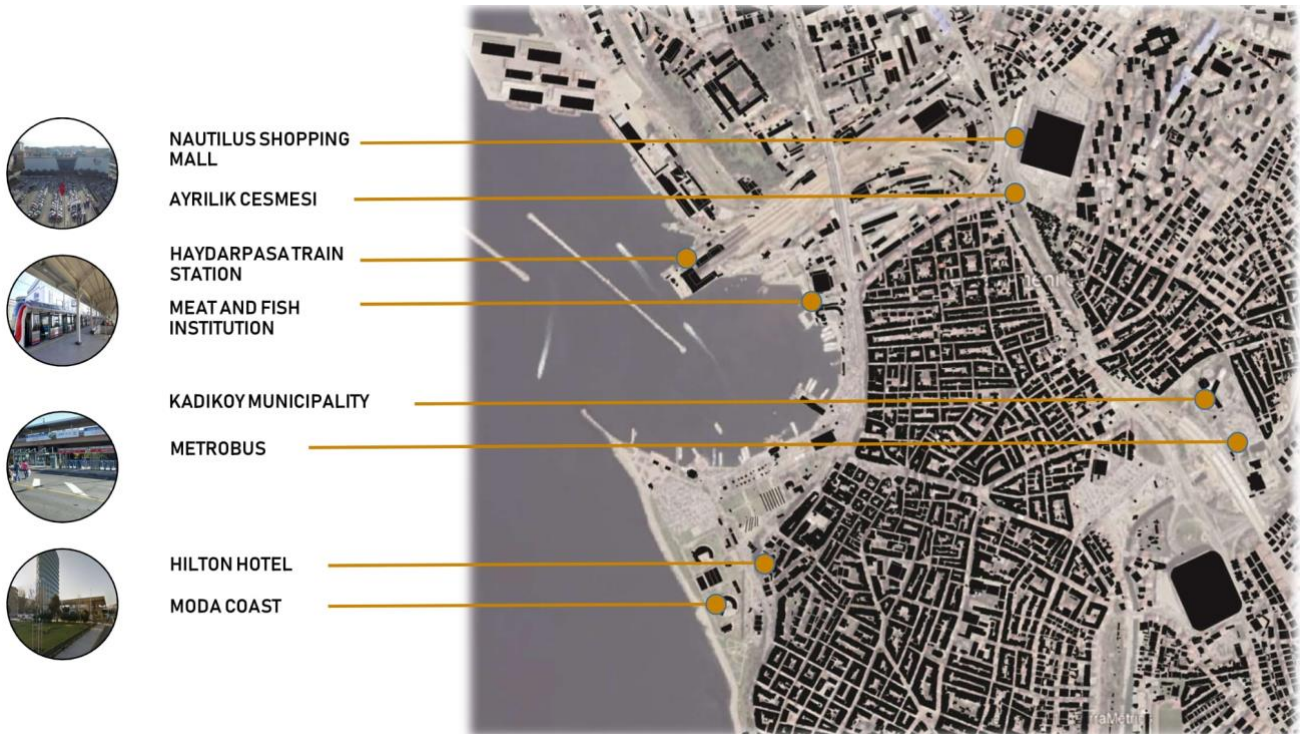 NAUTILUS SHOPPING
MALL
AYRILIK CESMESI
HAYDARPASA TRAIN
STATION
MEAT AND FISH
INSTITUTION
KADIKOY MUNICIPALITY
METROBUS
HILTON HOTEL
MODA COAST